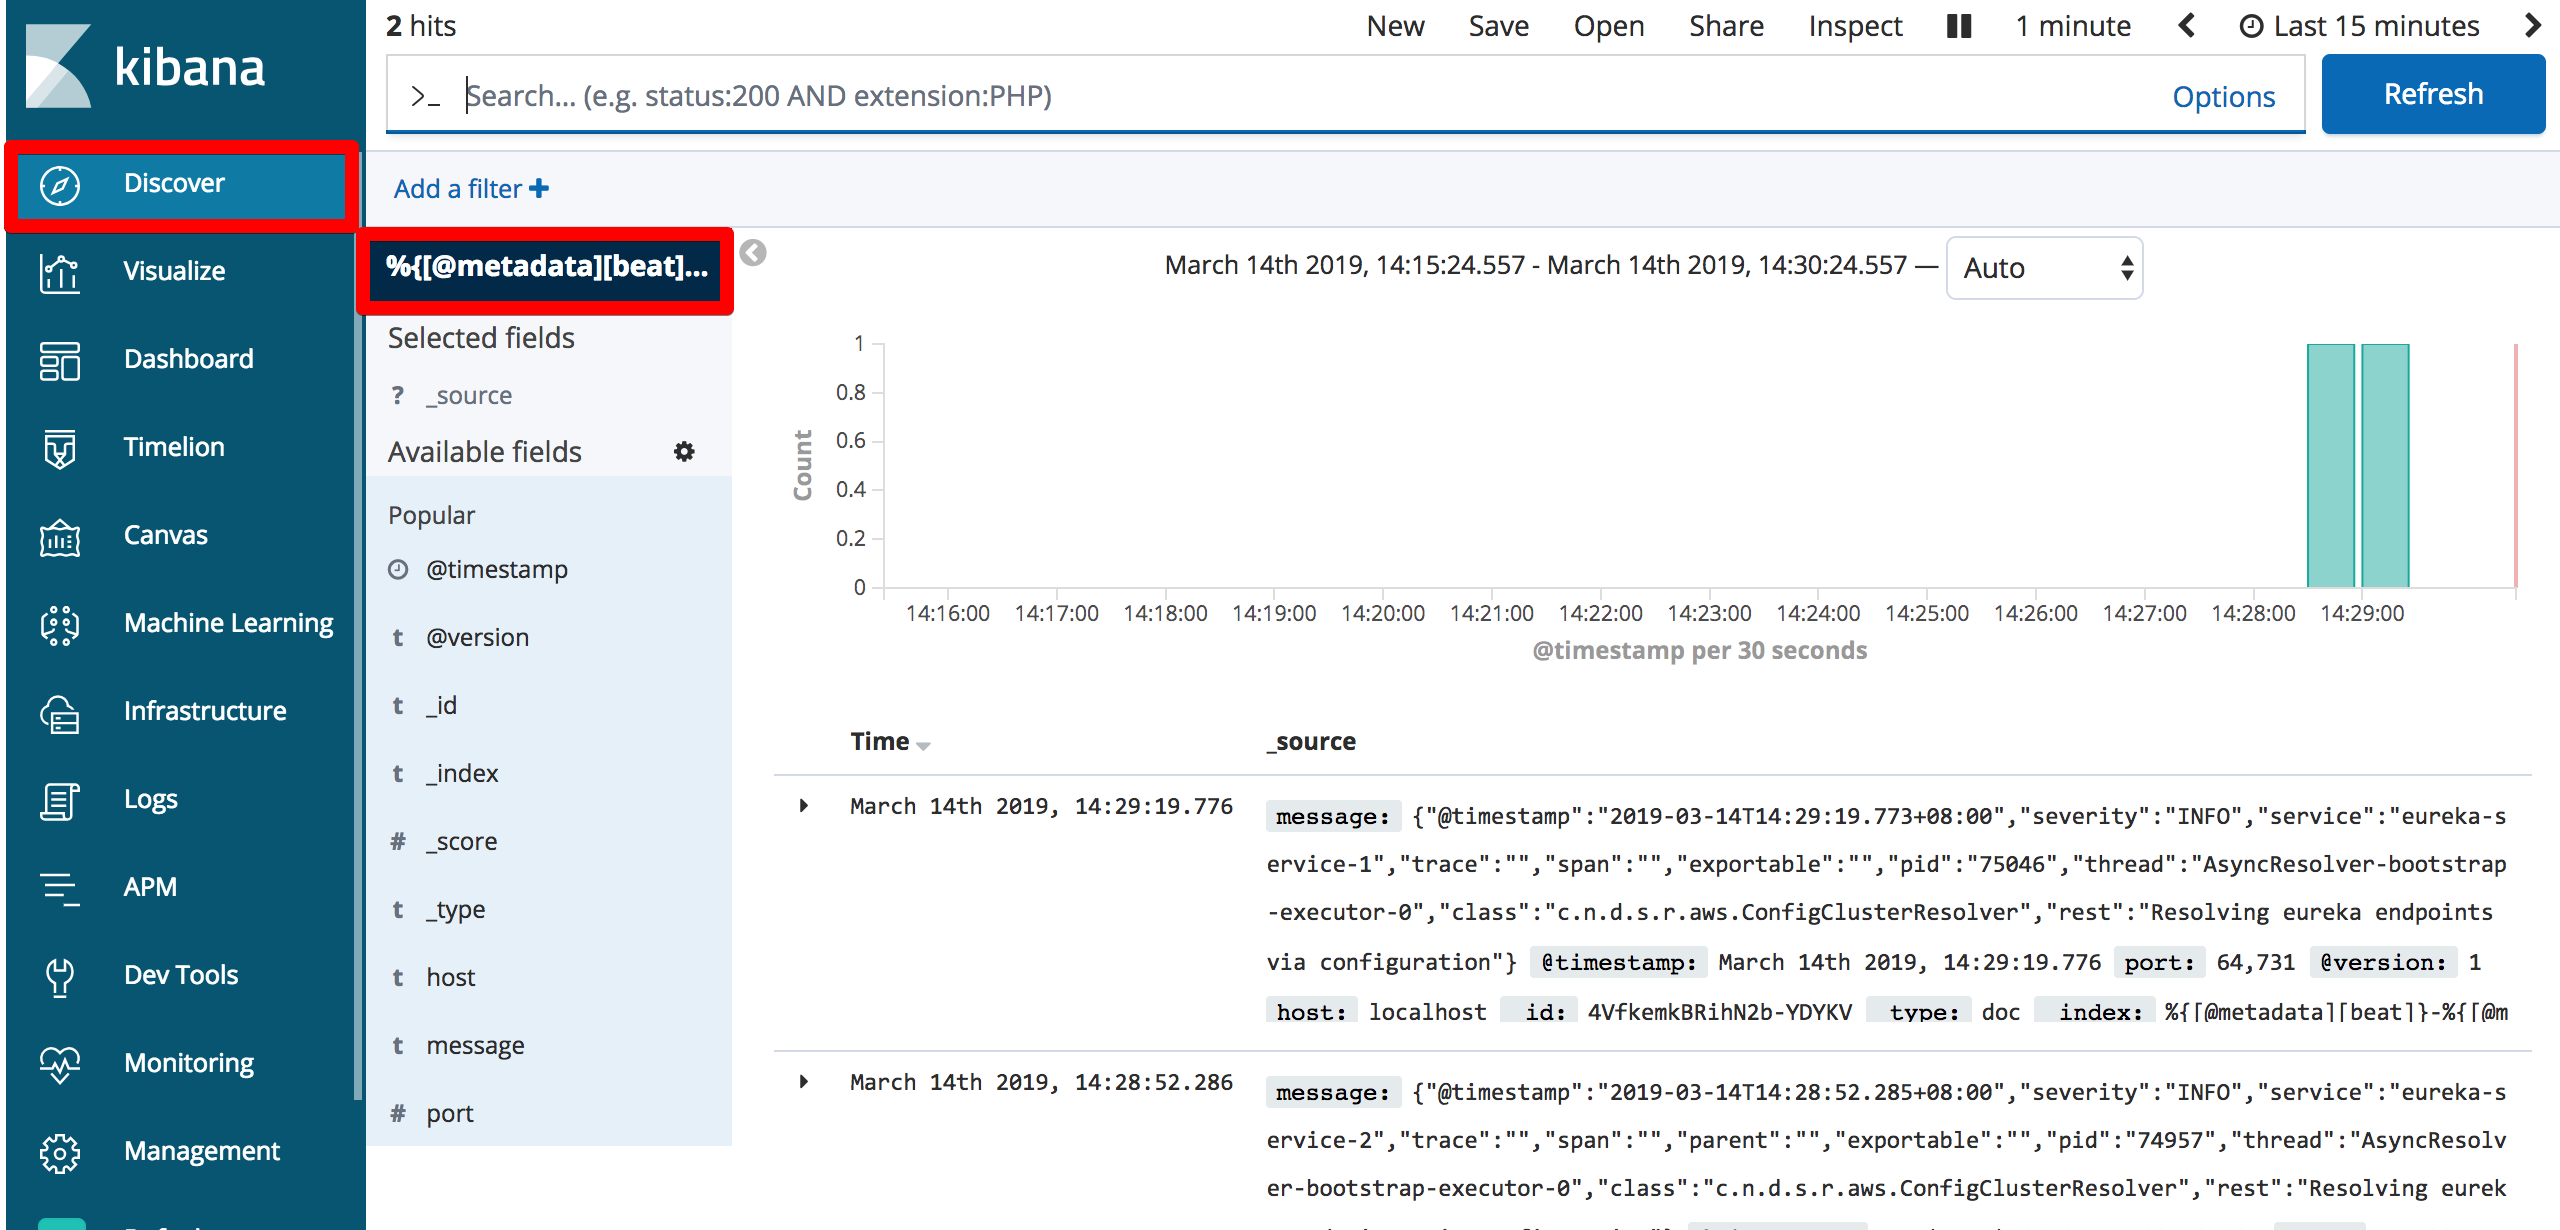 kibana
Discover
Visualize
Dashboard
Timelion
Canvas
Machine Learning
Infrastructure
Logs
APM
Dev Tools
Monitoring
Management
2 hits
New Save Open Share Inspect 1 minute Last 15 minutes
>_ Search... (e.g. status:200 AND extension:PHP) Options Refresh
Add a filter +
%{[@metadata][beat]...
Selected fields
? _source
Available fields
Popular
@timestamp
t @version
t _id
t _index
# _score
t _type
t host
t message
# port
March 14th 2019, 14:15:24.557 - March 14th 2019, 14:30:24.557 — Auto
Count
1
0.8
0.6
0.4
0.2
0
14:16:00 14:17:00 14:18:00 14:19:00 14:20:00 14:21:00 14:22:00 14:23:00 14:24:00 14:25:00 14:26:00 14:27:00 14:28:00 14:29:00
@timestamp per 30 seconds
Time _source
March 14th 2019, 14:29:19.776
message: {"@timestamp":"2019-03-14T14:29:19.773+08:00","severity":"INFO","service":"eureka-s
ervice-1","trace":"","span":"","exportable":"","pid":"75046","thread":"AsyncResolver-bootstrap
-executor-0","class":"c.n.d.s.r.aws.ConfigClusterResolver","rest":"Resolving eureka endpoints
via configuration"} @timestamp: March 14th 2019, 14:29:19.776 port: 64,731 @version: 1
host: localhost _id: 4VfkemkBRihN2b-YDYKV _type: doc _index: %{[@metadata][beat]}-%{[@m
March 14th 2019, 14:28:52.286
message: {"@timestamp":"2019-03-14T14:28:52.285+08:00","severity":"INFO","service":"eureka-s
ervice-2","trace":"","span":"","parent":"","exportable":"","pid":"74957","thread":"AsyncResolv
er-bootstrap-executor-0","class":"c.n.d.s.r.aws.ConfigClusterResolver","rest":"Resolving eurek